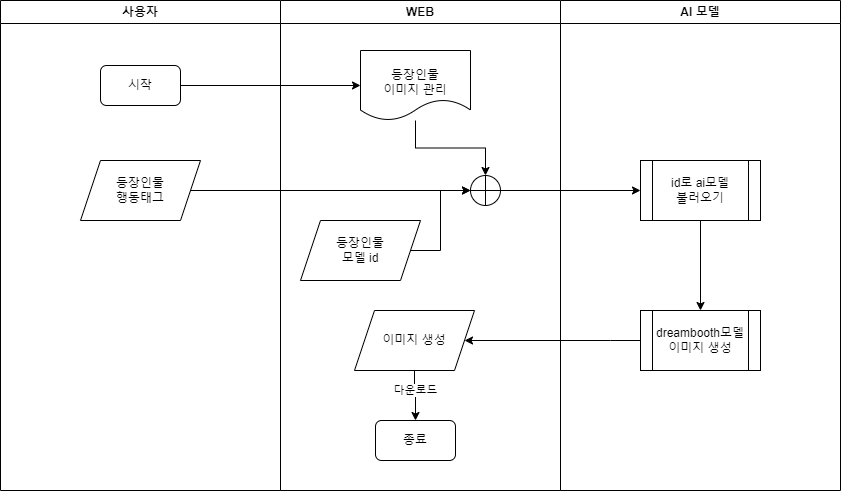 사용자
WEB
AI 모델
시작
등장인물
이미지 관리
등장인물
행동태그
id로 ai모델
불러오기
등장인물
모델 id
이미지 생성
dreambooth모델
이미지 생성
다운로드
종료